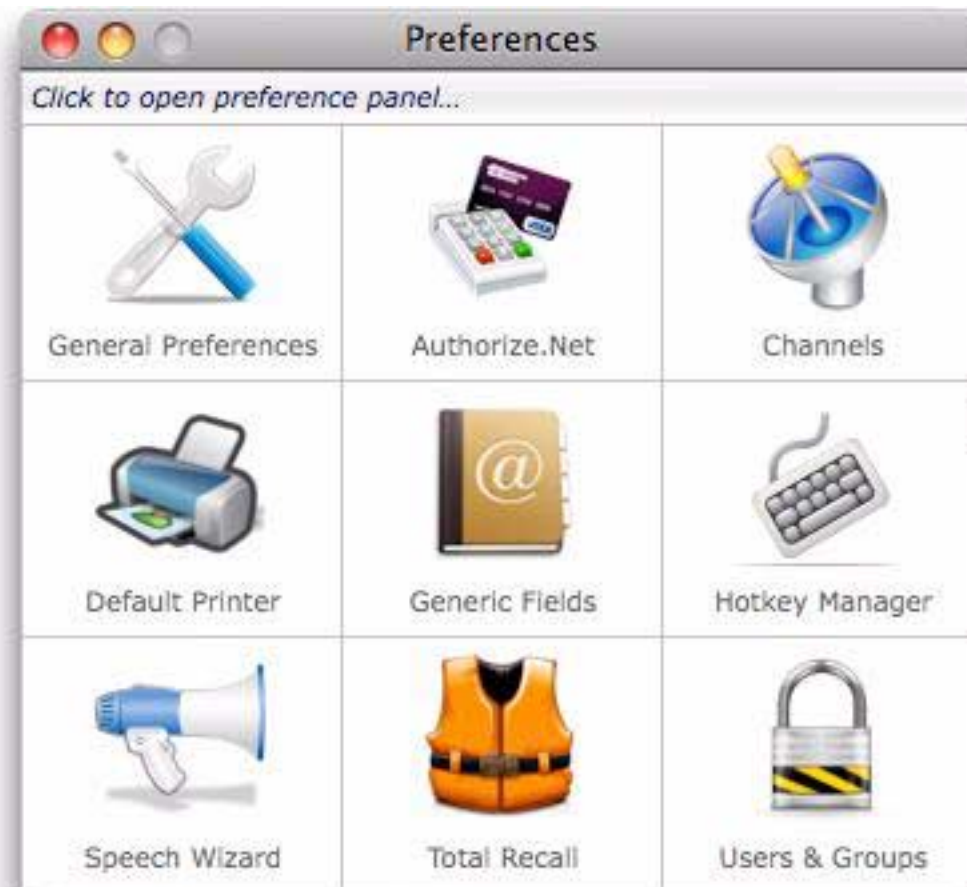 Preferences
Click to open preference panel...
General Preferences
Authorize.Net
Channels
Default Printer
Generic Fields
Hotkey Manager
Speech Wizard
Total Recall
Users & Groups
@
VISA